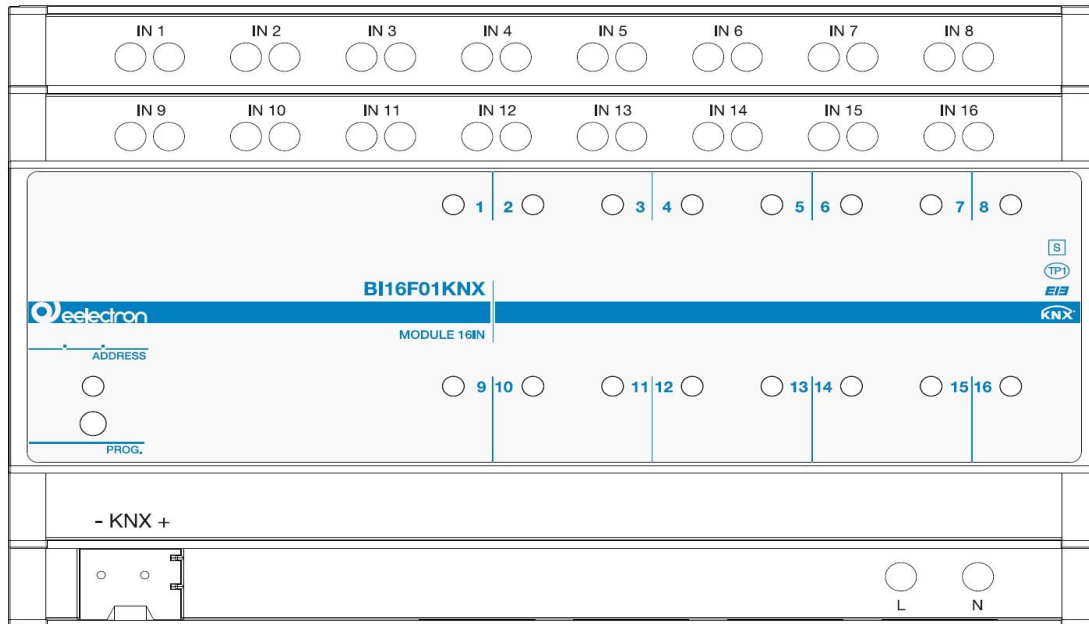 IN 1 IN 2 IN 3 IN 4 IN 5 IN 6 IN 7 IN 8
IN 9 IN 10 IN 11 IN 12 IN 13 IN 14 IN 15 IN 16
1 2 3 4 5 6 7 8
S
TP1
BI16F01KNX
EIB
eelectron
KNX
MODULE 16IN
ADDRESS
9 10 11 12 13 14 15 16
PROG.
- KNX +
L N